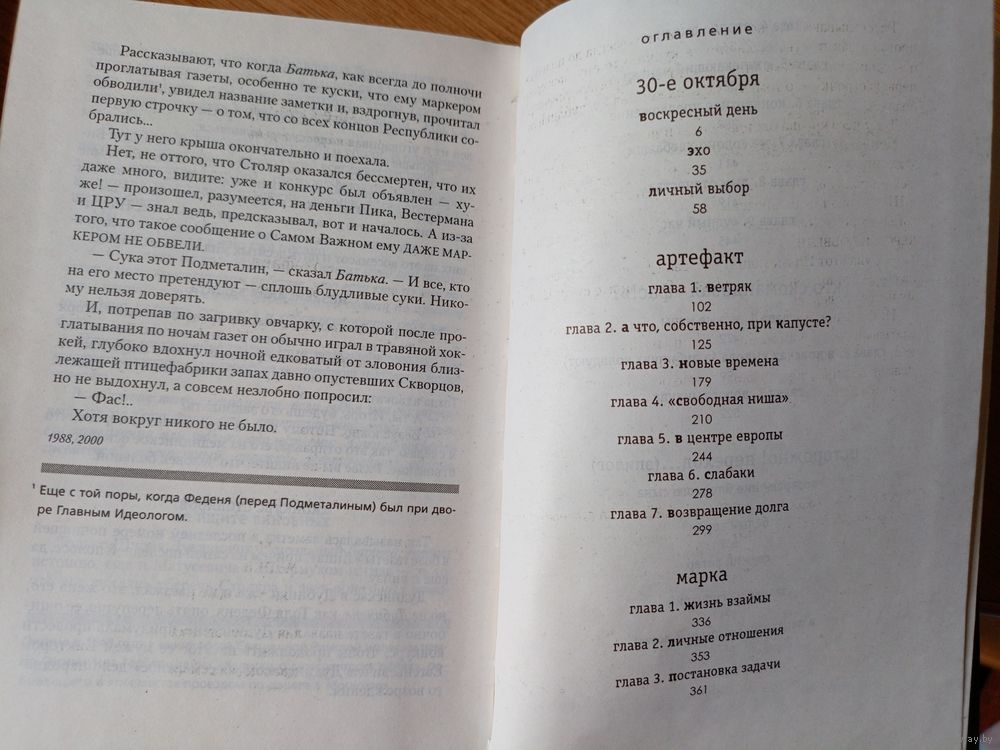 Рассказывают, что когда Батька, как всегда до полночи
проглатывая газеты, особенно те куски, что ему маркером
обводили¹, увидел название заметки и, вздрогнув, прочитал
первую строчку — о том, что со всех концов Республики со-
брались...
Тут у него крыша окончательно и поехала.
Нет, не оттого, что Столяр оказался бессмертен, что их
даже много, видите: уже и конкурс был объявлен — ху-
же! — произошел, разумеется, на деньги Пика, Вестермана
и ЦРУ — знал ведь, предсказывал, вот и началось. А из-за
того, что такое сообщение о Самом Важном ему ДАЖЕ МАР-
КЕРОМ НЕ ОБВЕЛИ.
— Сука этот Подметалин, — сказал Батька. — И все, кто
на его место претендуют — сплошь блудливые суки. Нико-
му нельзя доверять.
И, потрепав по загривку овчарку, с которой после про-
глатывания по ночам газет он обычно играл в травяной хок-
кей, глубоко вдохнул ночной едковатый от зловония близ-
лежащей птицефабрики запах давно опустевших Скворцов,
но не выдохнул, а совсем незлобно попросил:
— Фас!..
Хотя вокруг никого не было.
1988, 2000
¹ Еще с той поры, когда Феденя (перед Подметалиным) был при дво-
ре Главным Идеологом.
оглавление
30-е октября
воскресный день
6
эхо
35
личный выбор
58
артефакт
глава 1. ветряк
102
глава 2. а что, собственно, при капусте?
125
глава 3. новые времена
179
глава 4. «свободная ниша»
210
глава 5. в центре европы
244
глава 6. слабаки
278
глава 7. возвращение долга
299
марка
глава 1. жизнь взаймы
336
глава 2. личные отношения
353
глава 3. постановка задачи
361